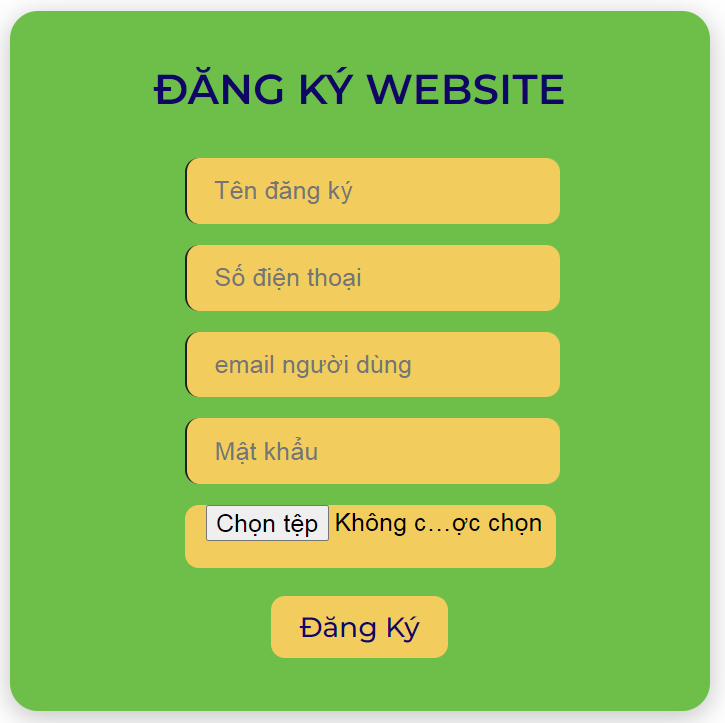 ĐĂNG KÝ WEBSITE
Tên đăng ký
Số điện thoại
email người dùng
Mật khẩu
Chọn tệp Không c...ợc chọn
Đăng Ký